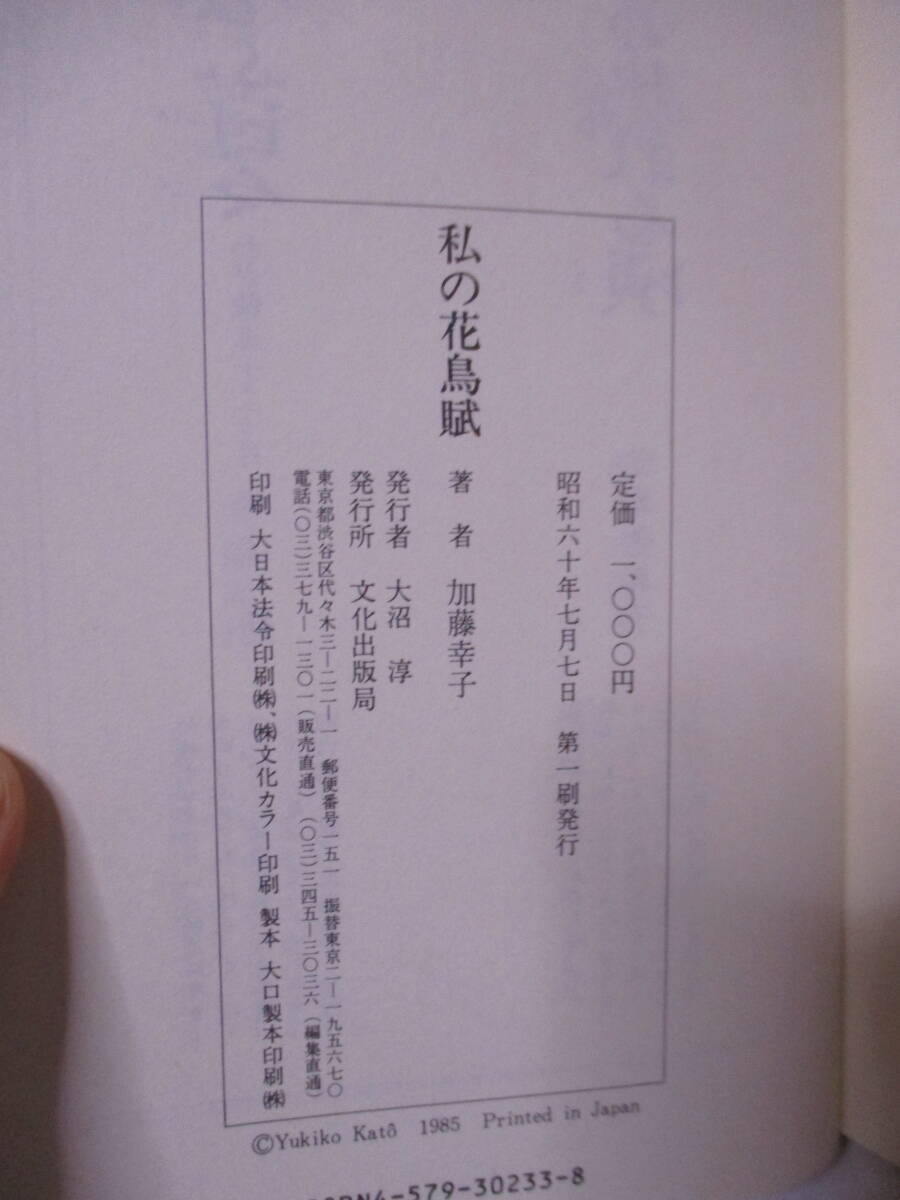 定価 一、〇〇〇円
昭和六十年七月七日 第一刷発行
私の花鳥賦
著者 加藤幸子
発行者 大沼 淳
発行所 文化出版局
東京都渋谷区代々木三―二二―一 郵便番号一五一 振替東京二―一九五六七〇
電話(〇三)三七九―一三〇一(販売直通) (〇三)三四五―三〇三六(編集直通)
印刷 大日本法令印刷㈱、㈱文化カラー印刷 製本 大口製本印刷㈱
©Yukiko Katô 1985 Printed in Japan
ISBN4-579-30233-8